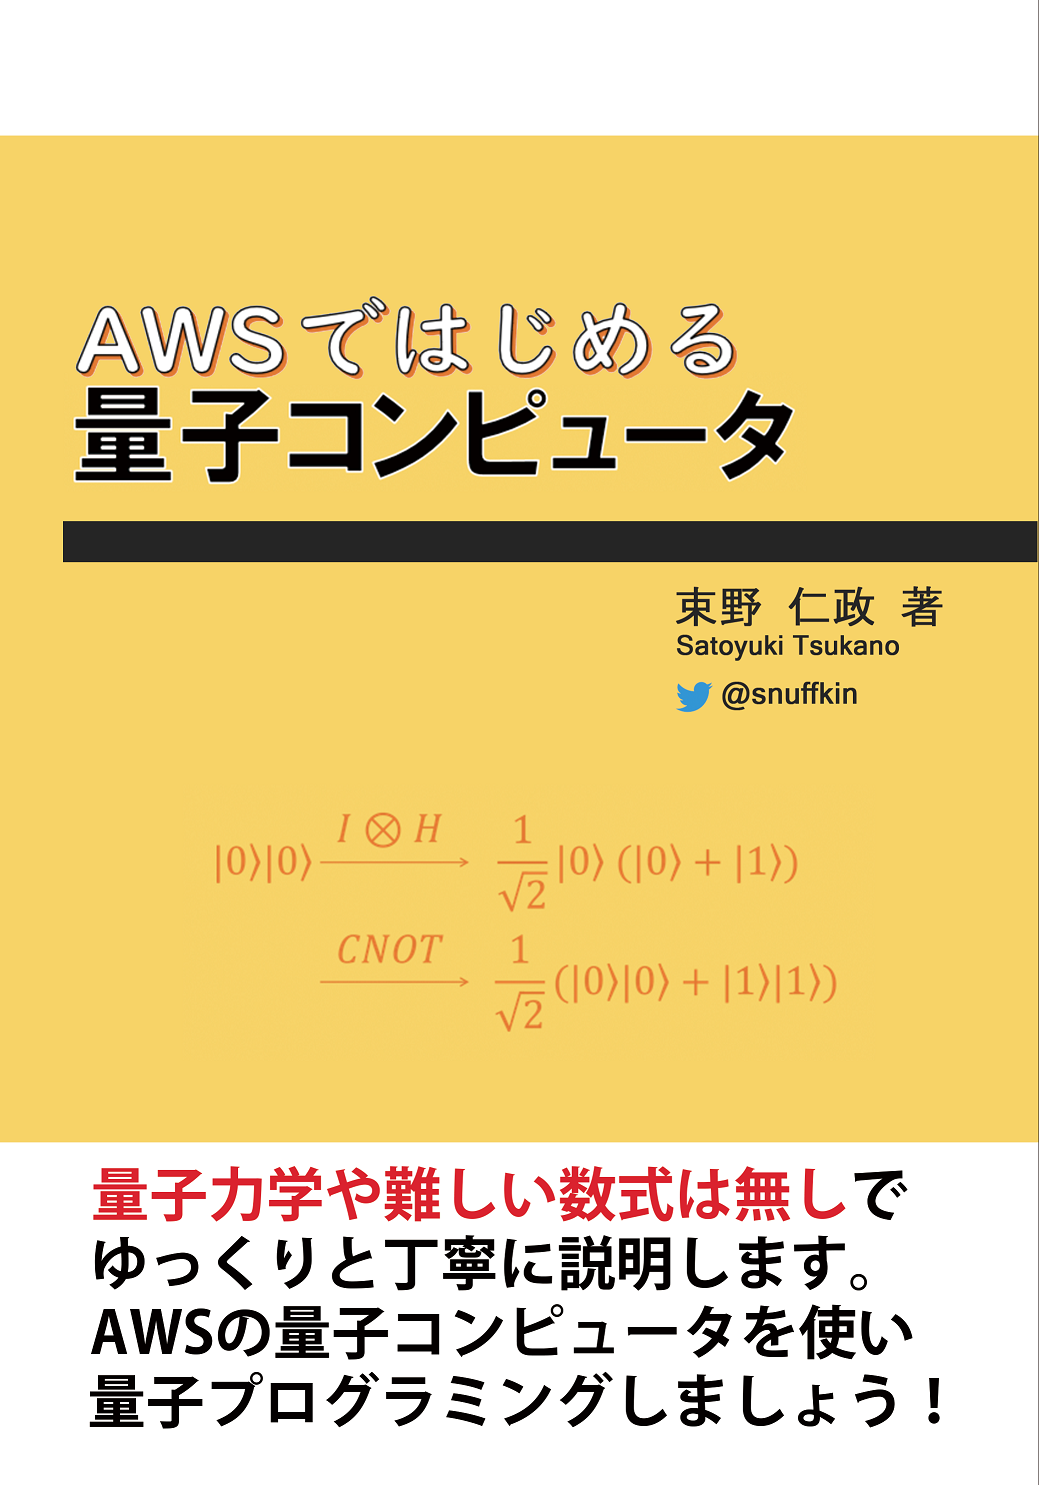 AWSではじめる
量子コンピュータ
束野 仁政 著
Satoyuki Tsukano
@snuffkin
|0⟩|0⟩ I ⊗ H → 1/√2 |0⟩ (|0⟩ + |1⟩)
CNOT → 1/√2 (|0⟩|0⟩ + |1⟩|1⟩)
量子力学や難しい数式は無しで
ゆっくりと丁寧に説明します。
AWSの量子コンピュータを使い
量子プログラミングしましょう！